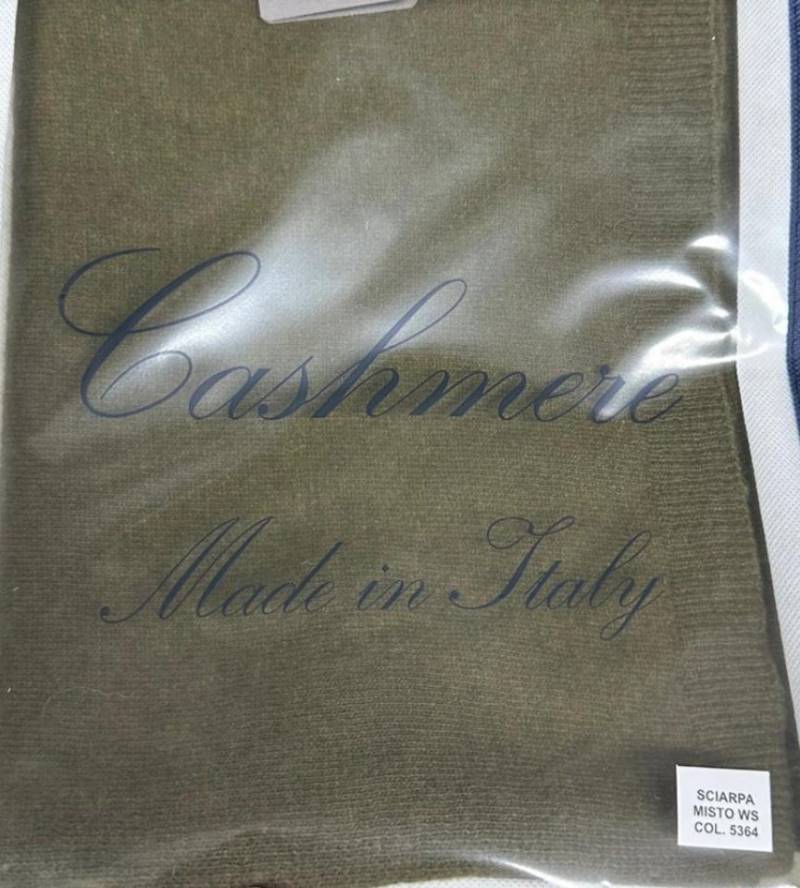 Cashmere
Made in Italy
SCIARPA
MISTO WS
COL. 5364